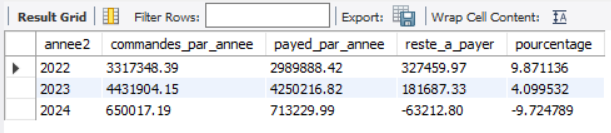 Result Grid Filter Rows: Export: Wrap Cell Content: IA
annee2 commandes_par_annee payed_par_annee reste_a_payer pourcentage
2022 3317348.39 2989888.42 327459.97 9.871136
2023 4431904.15 4250216.82 181687.33 4.099532
2024 650017.19 713229.99 -63212.80 -9.724789